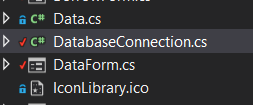 C# Data.cs
C# DatabaseConnection.cs
DataForm.cs
IconLibrary.ico